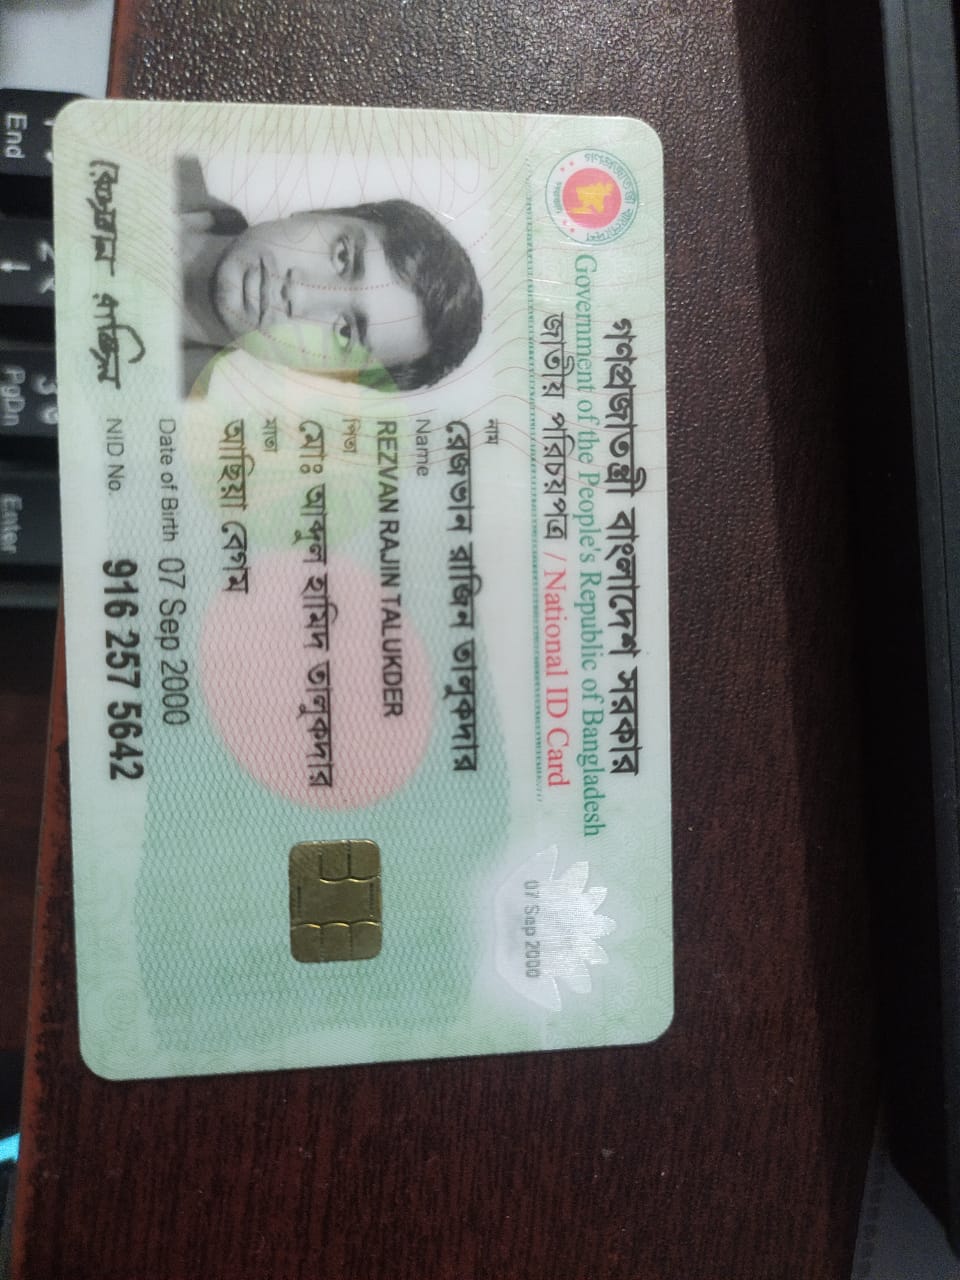 গণপ্রজাতন্ত্রী বাংলাদেশ সরকার
Government of the People's Republic of Bangladesh
জাতীয় পরিচয়পত্র / National ID Card
07 Sep 2000
নাম
রেজভান রাজিন তালুকদার
Name
REZVAN RAJIN TALUKDER
পিতা
মোঃ আব্দুল হামিদ তালুকদার
মাতা
আছিয়া বেগম
Date of Birth 07 Sep 2000
রেজভান রাজিন
NID No. 916 257 5642
End
PgDn
Enter